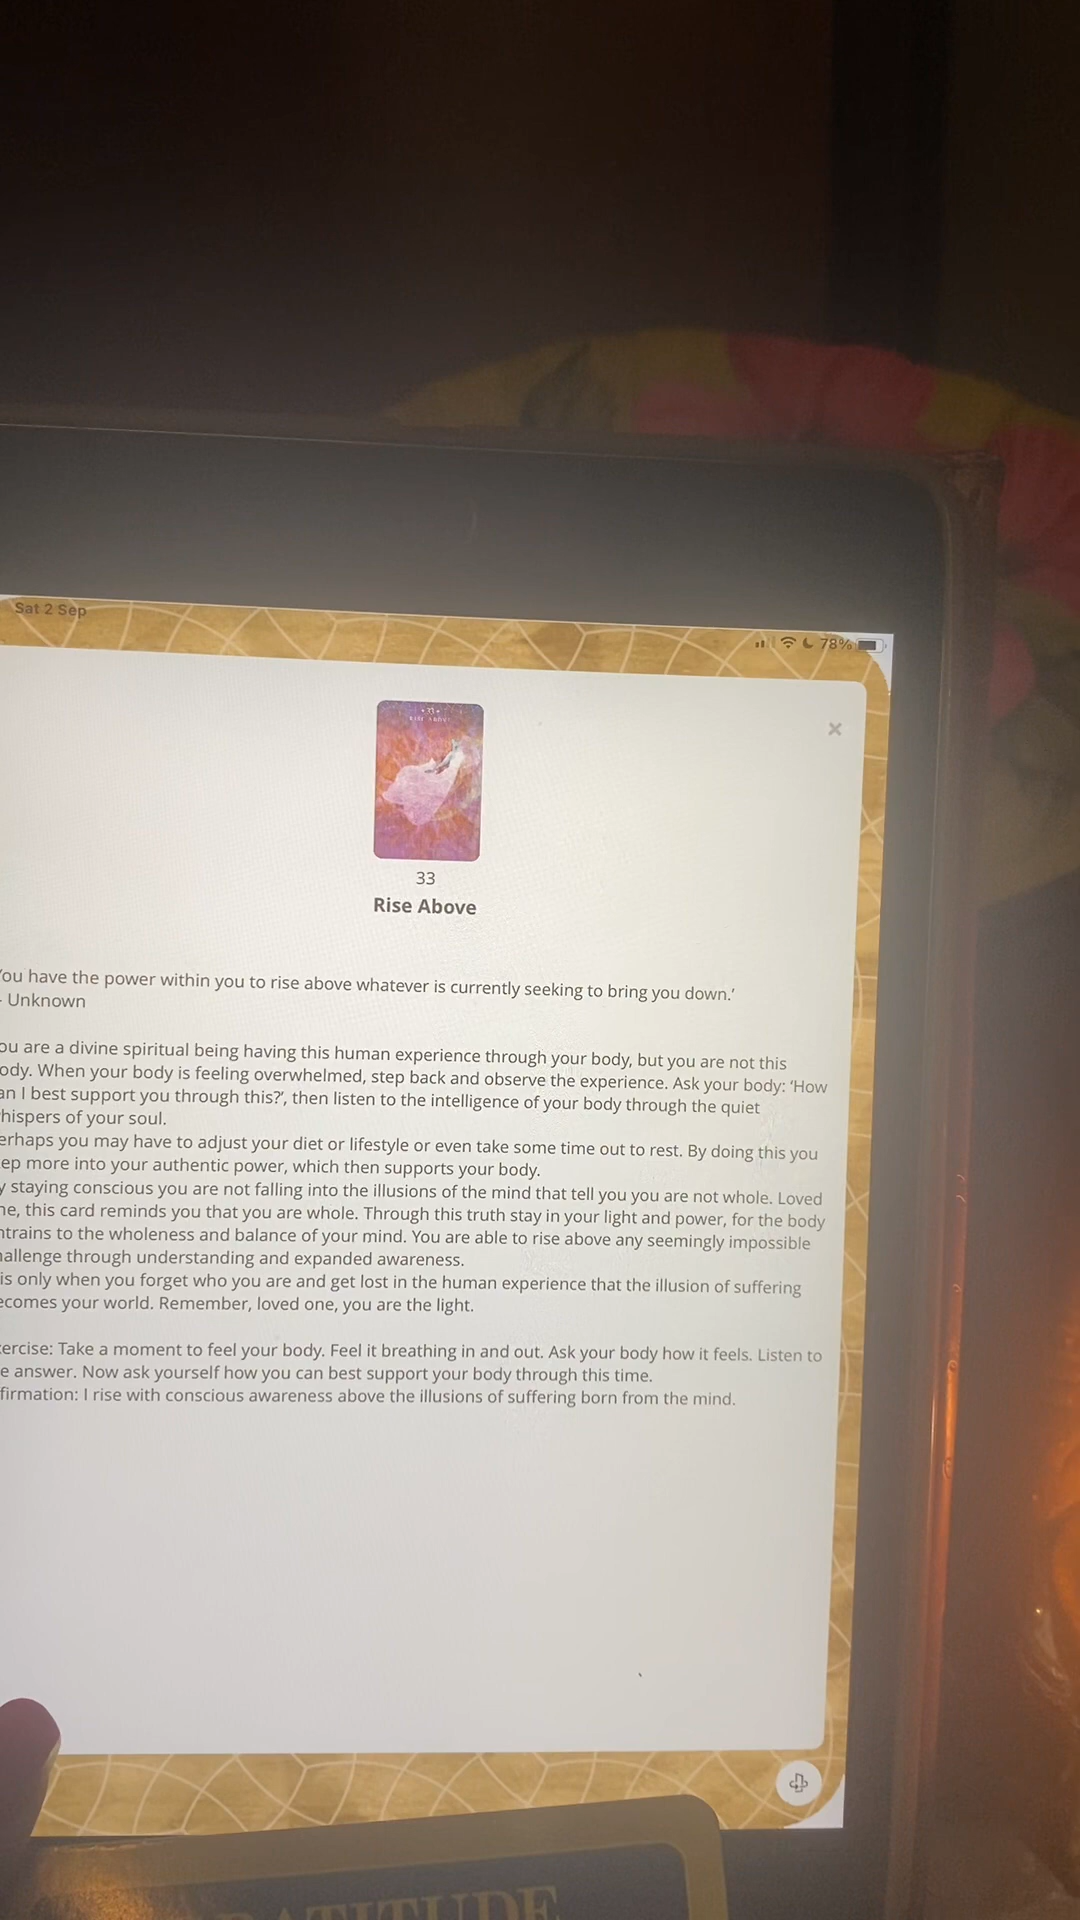 Sat 2 Sep
78%
33
RISE ABOVE
33
Rise Above
ou have the power within you to rise above whatever is currently seeking to bring you down.’
- Unknown
ou are a divine spiritual being having this human experience through your body, but you are not this
ody. When your body is feeling overwhelmed, step back and observe the experience. Ask your body: ‘How
an I best support you through this?’, then listen to the intelligence of your body through the quiet
hispers of your soul.
erhaps you may have to adjust your diet or lifestyle or even take some time out to rest. By doing this you
ep more into your authentic power, which then supports your body.
y staying conscious you are not falling into the illusions of the mind that tell you you are not whole. Loved
ne, this card reminds you that you are whole. Through this truth stay in your light and power, for the body
ntrains to the wholeness and balance of your mind. You are able to rise above any seemingly impossible
hallenge through understanding and expanded awareness.
is only when you forget who you are and get lost in the human experience that the illusion of suffering
ecomes your world. Remember, loved one, you are the light.
ercise: Take a moment to feel your body. Feel it breathing in and out. Ask your body how it feels. Listen to
e answer. Now ask yourself how you can best support your body through this time.
firmation: I rise with conscious awareness above the illusions of suffering born from the mind.
RATITUDE